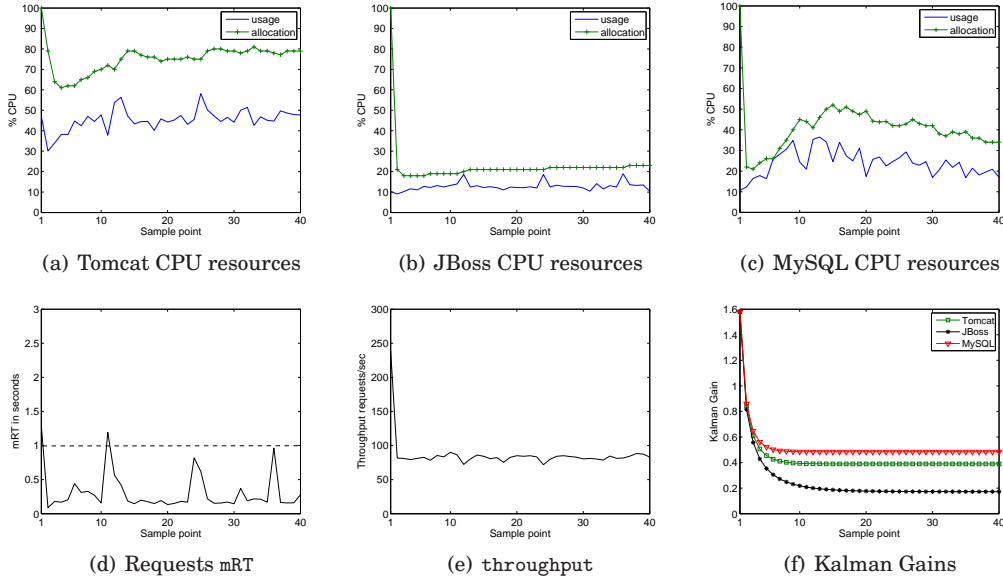 100
90
80
70
60
50
40
30
20
10
0
% CPU
usage
allocation
1 10 20 30 40
Sample point
(a) Tomcat CPU resources
100
90
80
70
60
50
40
30
20
10
0
% CPU
usage
allocation
1 10 20 30 40
Sample point
(b) JBoss CPU resources
100
90
80
70
60
50
40
30
20
10
0
% CPU
usage
allocation
1 10 20 30 40
Sample point
(c) MySQL CPU resources
3
2.5
2
1.5
1
0.5
0
mRT in seconds
1 10 20 30 40
Sample point
(d) Requests mRT
300
250
200
150
100
50
0
Throughput requests/sec
1 10 20 30 40
Sample point
(e) throughput
1.6
1.4
1.2
1
0.8
0.6
0.4
0.2
0
Kalman Gain
Tomcat
JBoss
MySQL
1 10 20 30 40
Sample point
(f) Kalman Gains